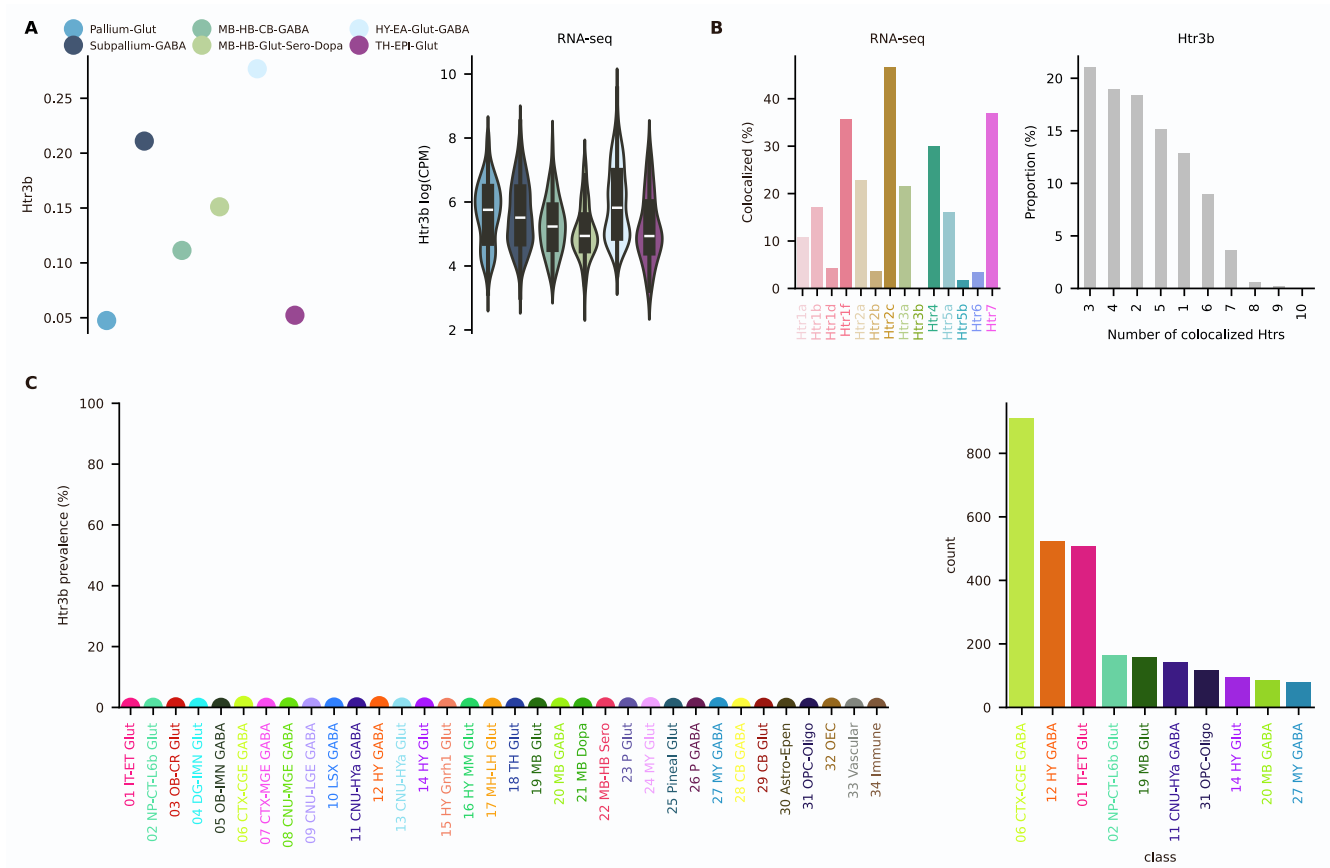 A
Pallium-Glut
Subpallium-GABA
MB-HB-CB-GABA
MB-HB-Glut-Sero-Dopa
HY-EA-Glut-GABA
TH-EPI-Glut
Htr3b
0.25
0.20
0.15
0.10
0.05
RNA-seq
Htr3b log(CPM)
10
8
6
4
2
B
RNA-seq
Colocalized (%)
40
30
20
10
0
Htr1a
Htr1b
Htr1d
Htr1f
Htr2a
Htr2b
Htr2c
Htr3a
Htr3b
Htr4
Htr5a
Htr5b
Htr6
Htr7
Htr3b
Proportion (%)
20
15
10
5
0
3
4
2
5
1
6
7
8
9
10
Number of colocalized Htrs
C
Htr3b prevalence (%)
100
80
60
40
20
0
01 IT-ET Glut
02 NP-CT-L6b Glut
03 OB-CR Glut
04 DG-IMN Glut
05 OB-IMN GABA
06 CTX-CGE GABA
07 CTX-MGE GABA
08 CNU-MGE GABA
09 CNU-LGE GABA
10 LSX GABA
11 CNU-HYa GABA
12 HY GABA
13 CNU-HYa Glut
14 HY Glut
15 HY Gnrh1 Glut
16 HY MM Glut
17 MH-LH Glut
18 TH Glut
19 MB Glut
20 MB GABA
21 MB Dopa
22 MB-HB Sero
23 P Glut
24 MY Glut
25 Pineal Glut
26 P GABA
27 MY GABA
28 CB GABA
29 CB Glut
30 Astro-Epen
31 OPC-Oligo
32 OEC
33 Vascular
34 Immune
count
800
600
400
200
0
06 CTX-CGE GABA
12 HY GABA
01 IT-ET Glut
02 NP-CT-L6b Glut
19 MB Glut
11 CNU-HYa GABA
31 OPC-Oligo
14 HY Glut
20 MB GABA
27 MY GABA
class